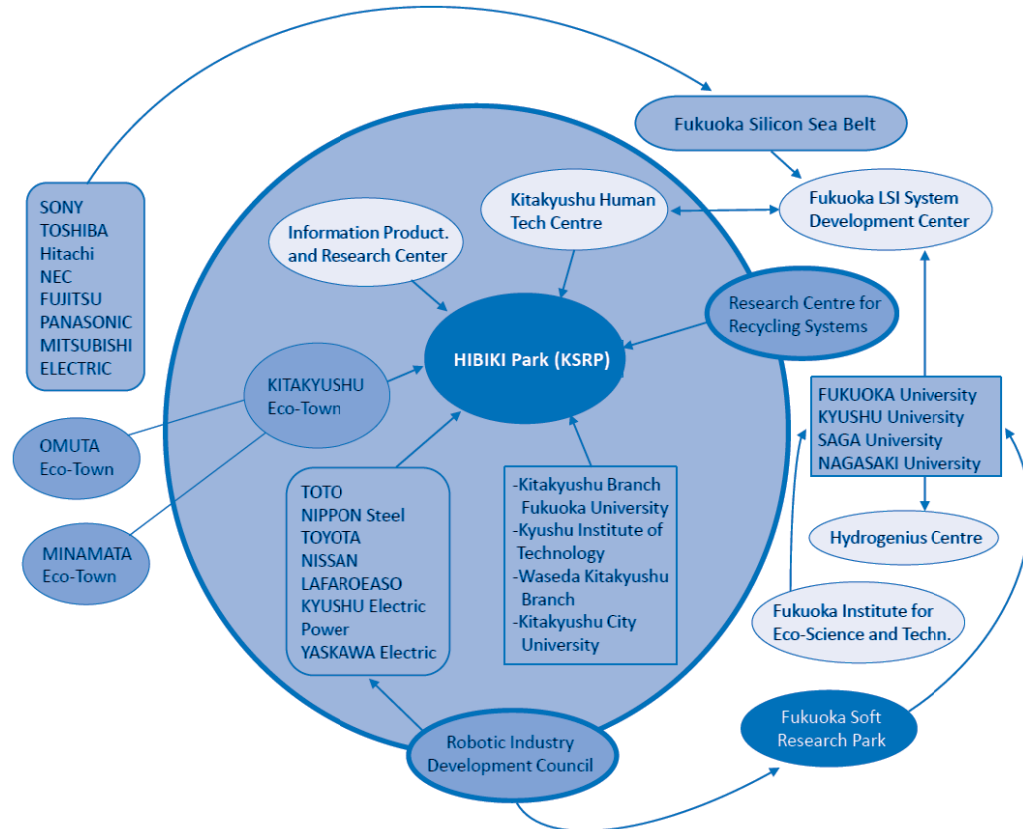 Fukuoka Silicon Sea Belt
SONY
TOSHIBA
Hitachi
NEC
FUJITSU
PANASONIC
MITSUBISHI
ELECTRIC
Kitakyushu Human
Tech Centre
Fukuoka LSI System
Development Center
Information Product.
and Research Center
Research Centre for
Recycling Systems
HIBIKI Park (KSRP)
KITAKYUSHU
Eco-Town
OMUTA
Eco-Town
MINAMATA
Eco-Town
FUKUOKA University
KYUSHU University
SAGA University
NAGASAKI University
TOTO
NIPPON Steel
TOYOTA
NISSAN
LAFAROEASO
KYUSHU Electric
Power
YASKAWA Electric
-Kitakyushu Branch
Fukuoka University
-Kyushu Institute of
Technology
-Waseda Kitakyushu
Branch
-Kitakyushu City
University
Hydrogenius Centre
Fukuoka Institute for
Eco-Science and Techn.
Fukuoka Soft
Research Park
Robotic Industry
Development Council